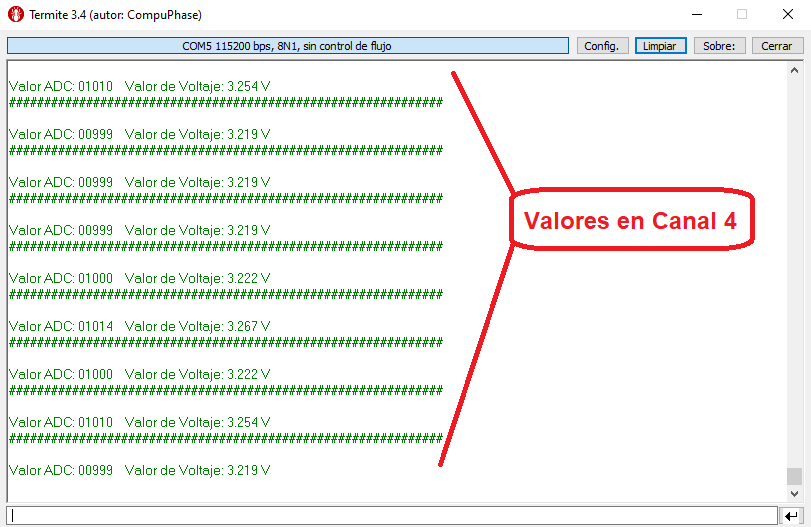 Termite 3.4 (autor: CompuPhase)
COM5 115200 bps, 8N1, sin control de flujo
Config.
Limpiar
Sobre:
Cerrar
Valor ADC: 01010 Valor de Voltaje: 3.254 V
##############################################
Valor ADC: 00999 Valor de Voltaje: 3.219 V
##############################################
Valor ADC: 00999 Valor de Voltaje: 3.219 V
##############################################
Valor ADC: 00999 Valor de Voltaje: 3.219 V
##############################################
Valor ADC: 01000 Valor de Voltaje: 3.222 V
##############################################
Valor ADC: 01014 Valor de Voltaje: 3.267 V
##############################################
Valor ADC: 01000 Valor de Voltaje: 3.222 V
##############################################
Valor ADC: 01010 Valor de Voltaje: 3.254 V
##############################################
Valor ADC: 00999 Valor de Voltaje: 3.219 V
Valores en Canal 4